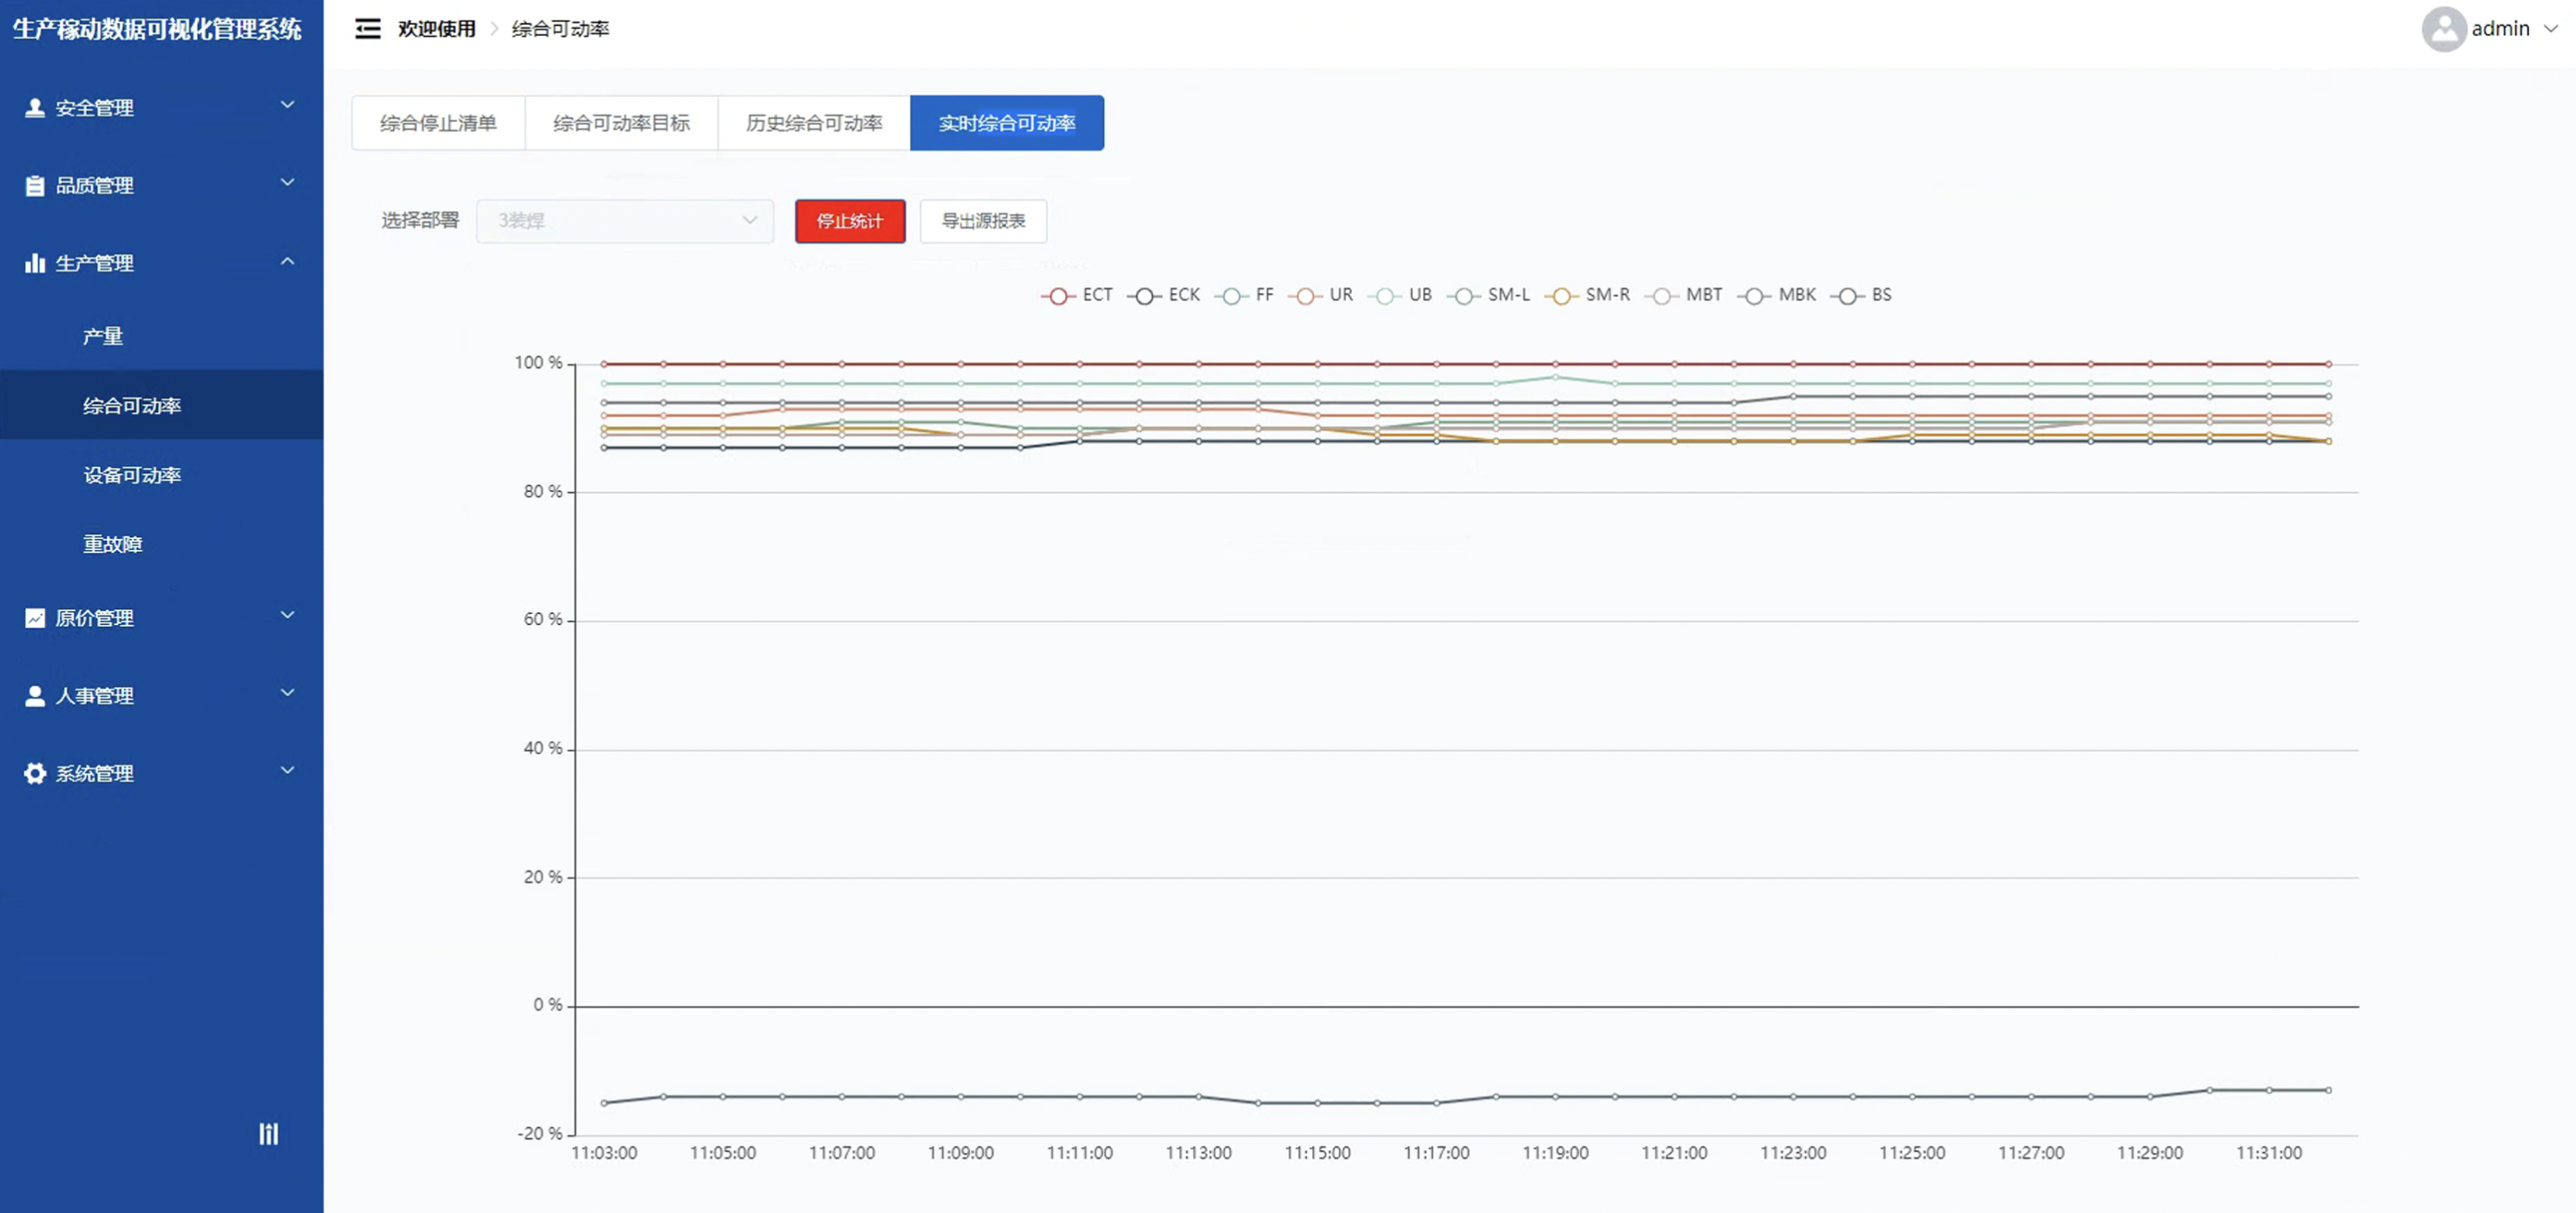 生产稼动数据可视化管理系统
欢迎使用 > 综合可动率
admin
安全管理
品质管理
生产管理
产量
综合可动率
设备可动率
重故障
原价管理
人事管理
系统管理
综合停止清单 综合可动率目标 历史综合可动率 实时综合可动率
选择部署 3装焊 停止统计 导出源报表
ECT ECK FF UR UB SM-L SM-R MBT MBK BS
100 %
80 %
60 %
40 %
20 %
0 %
-20 %
11:03:00 11:05:00 11:07:00 11:09:00 11:11:00 11:13:00 11:15:00 11:17:00 11:19:00 11:21:00 11:23:00 11:25:00 11:27:00 11:29:00 11:31:00